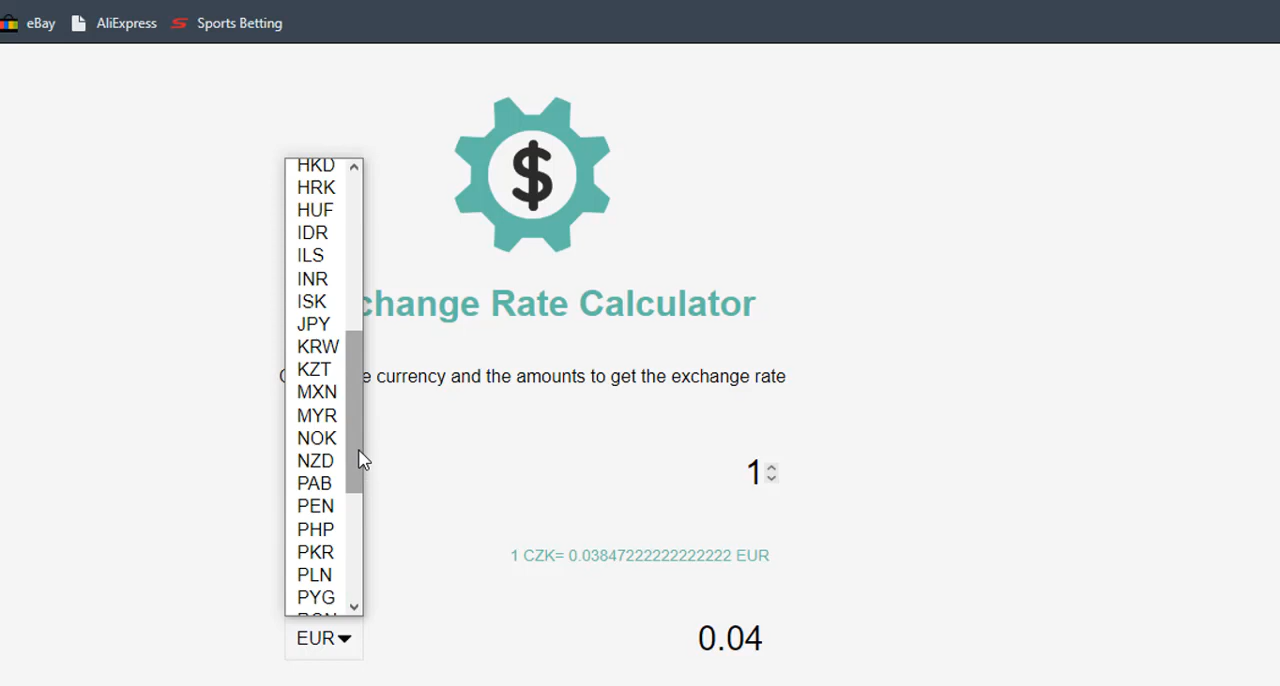 eBay AliExpress Sports Betting
$
change Rate Calculator
e currency and the amounts to get the exchange rate
HKD
HRK
HUF
IDR
ILS
INR
ISK
JPY
KRW
KZT
MXN
MYR
NOK
NZD
PAB
PEN
PHP
PKR
PLN
PYG
1
1 CZK= 0.03847222222222222 EUR
EUR
0.04